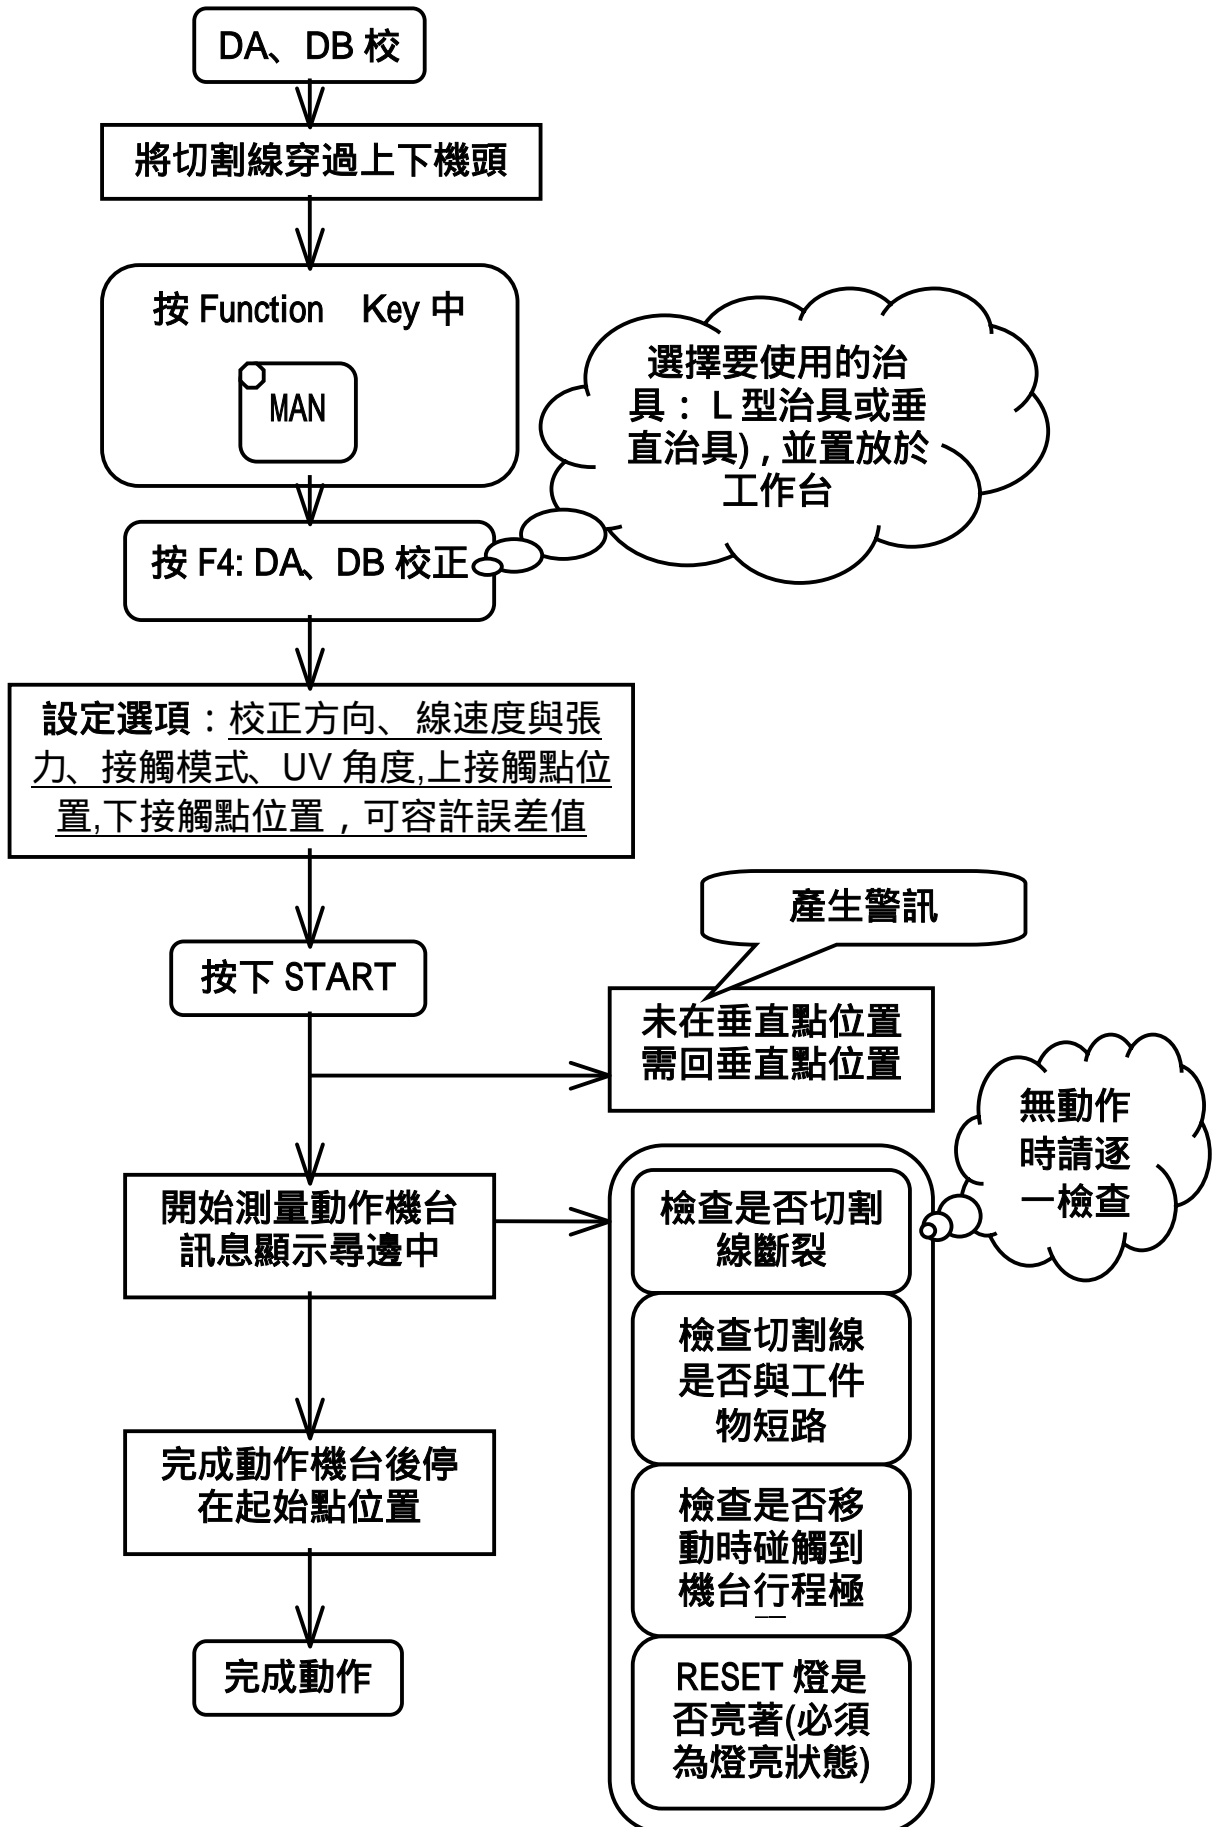 DA、DB 校
將切割線穿過上下機頭
按 Function Key 中
MAN
選擇要使用的治
具：L 型治具或垂
直治具)，並置放於
工作台
按 F4: DA、DB 校正
設定選項：校正方向、線速度與張
力、接觸模式、UV 角度,上接觸點位
置,下接觸點位置，可容許誤差值
按下 START
產生警訊
未在垂直點位置
需回垂直點位置
無動作
時請逐
一檢查
開始測量動作機台
訊息顯示尋邊中
檢查是否切割
線斷裂
檢查切割線
是否與工件
物短路
完成動作機台後停
在起始點位置
檢查是否移
動時碰觸到
機台行程極
完成動作
RESET 燈是
否亮著(必須
為燈亮狀態)